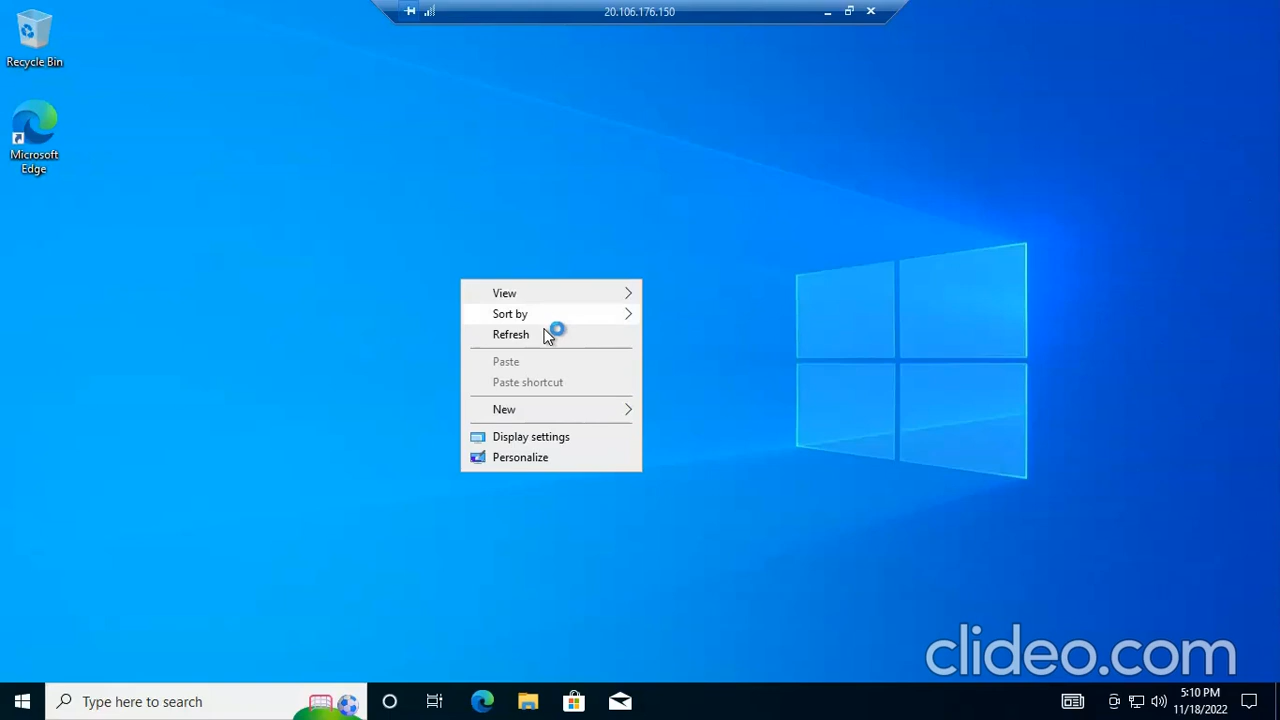 20.106.176.150
Recycle Bin
Microsoft
Edge
View
Sort by
Refresh
Paste
Paste shortcut
New
Display settings
Personalize
clideo.com
Type here to search
5:10 PM
11/18/2022